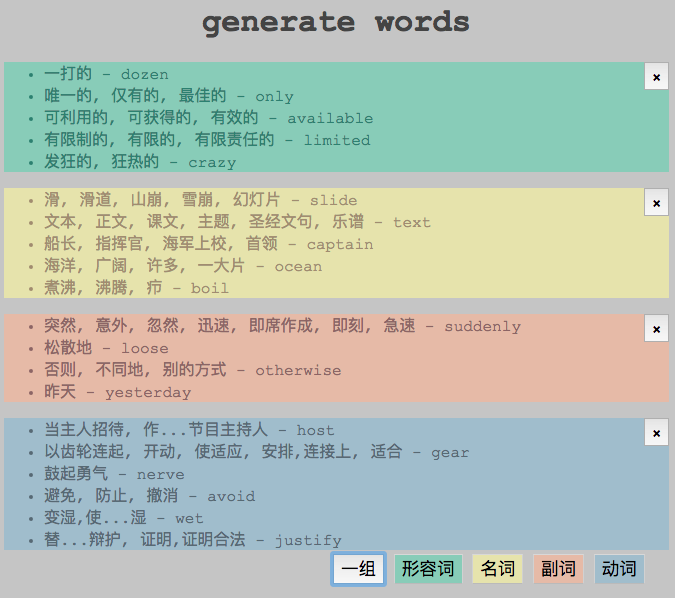 generate words
×
• 一打的 - dozen
• 唯一的, 仅有的, 最佳的 - only
• 可利用的, 可获得的, 有效的 - available
• 有限制的, 有限的, 有限责任的 - limited
• 发狂的, 狂热的 - crazy
×
• 滑, 滑道, 山崩, 雪崩, 幻灯片 - slide
• 文本, 正文, 课文, 主题, 圣经文句, 乐谱 - text
• 船长, 指挥官, 海军上校, 首领 - captain
• 海洋, 广阔, 许多, 一大片 - ocean
• 煮沸, 沸腾, 疖 - boil
×
• 突然, 意外, 忽然, 迅速, 即席作成, 即刻, 急速 - suddenly
• 松散地 - loose
• 否则, 不同地, 别的方式 - otherwise
• 昨天 - yesterday
×
• 当主人招待, 作...节目主持人 - host
• 以齿轮连起, 开动, 使适应, 安排,连接上, 适合 - gear
• 鼓起勇气 - nerve
• 避免, 防止, 撤消 - avoid
• 变湿,使...湿 - wet
• 替...辩护, 证明,证明合法 - justify
一组 形容词 名词 副词 动词